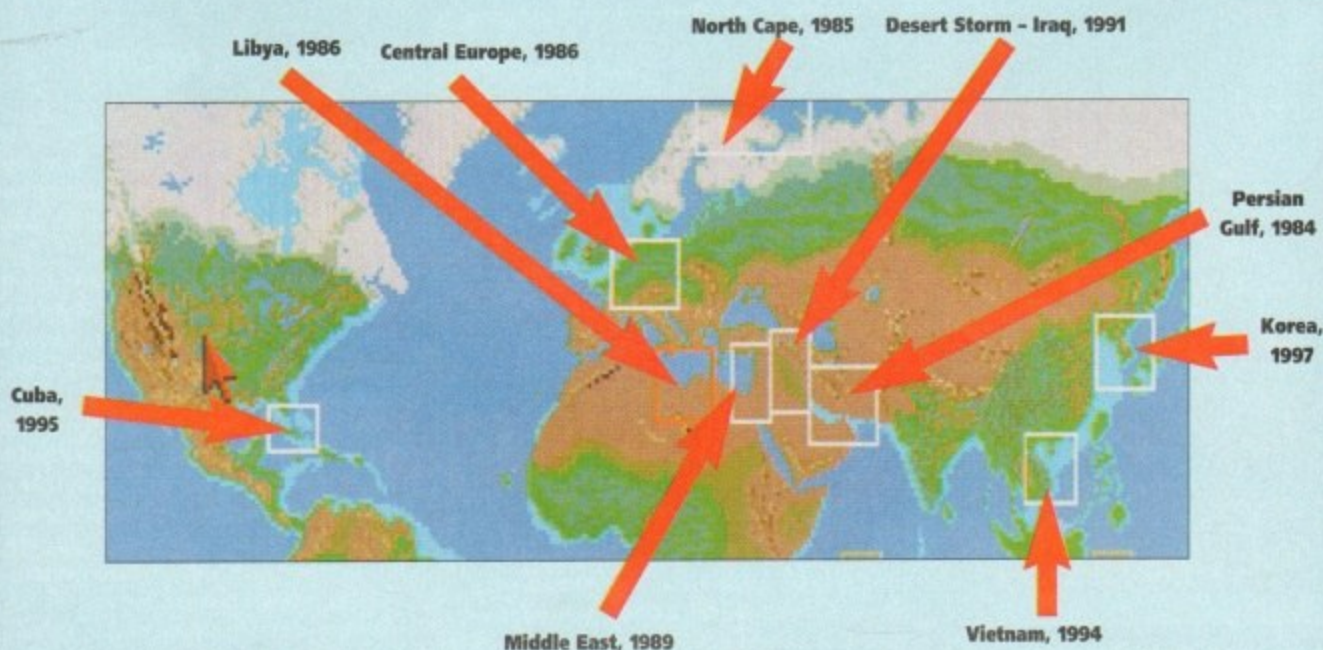 North Cape, 1985
Desert Storm – Iraq, 1991
Libya, 1986
Central Europe, 1986
Persian
Gulf, 1984
Korea,
1997
Cuba,
1995
Middle East, 1989
Vietnam, 1994